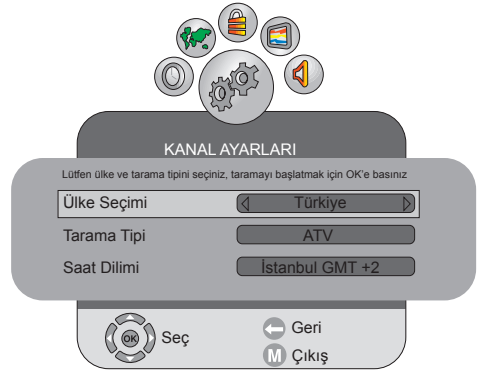 KANAL AYARLARI
Lütfen ülke ve tarama tipini seçiniz, taramayı başlatmak için OK'e basınız
Ülke Seçimi Türkiye
Tarama Tipi ATV
Saat Dilimi İstanbul GMT +2
OK Seç
Geri
M Çıkış